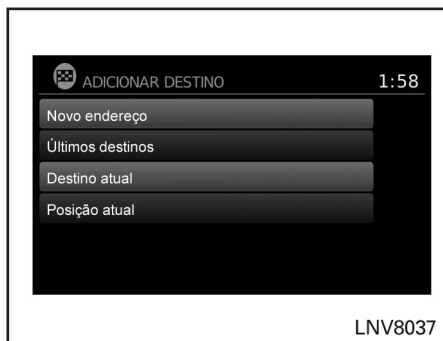 ADICIONAR DESTINO 1:58
Novo endereço
Últimos destinos
Destino atual
Posição atual
LNV8037